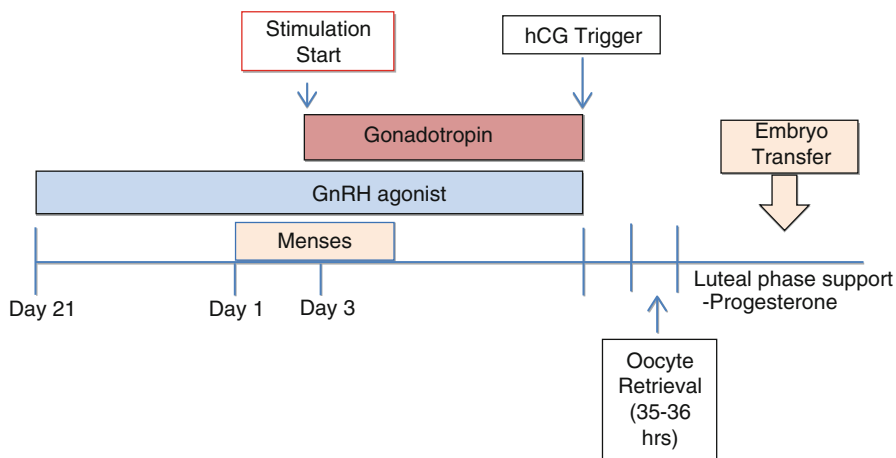 Stimulation
Start
hCG Trigger
Gonadotropin
Embryo
Transfer
GnRH agonist
Menses
Day 21
Day 1
Day 3
Luteal phase support
-Progesterone
Oocyte
Retrieval
(35-36
hrs)